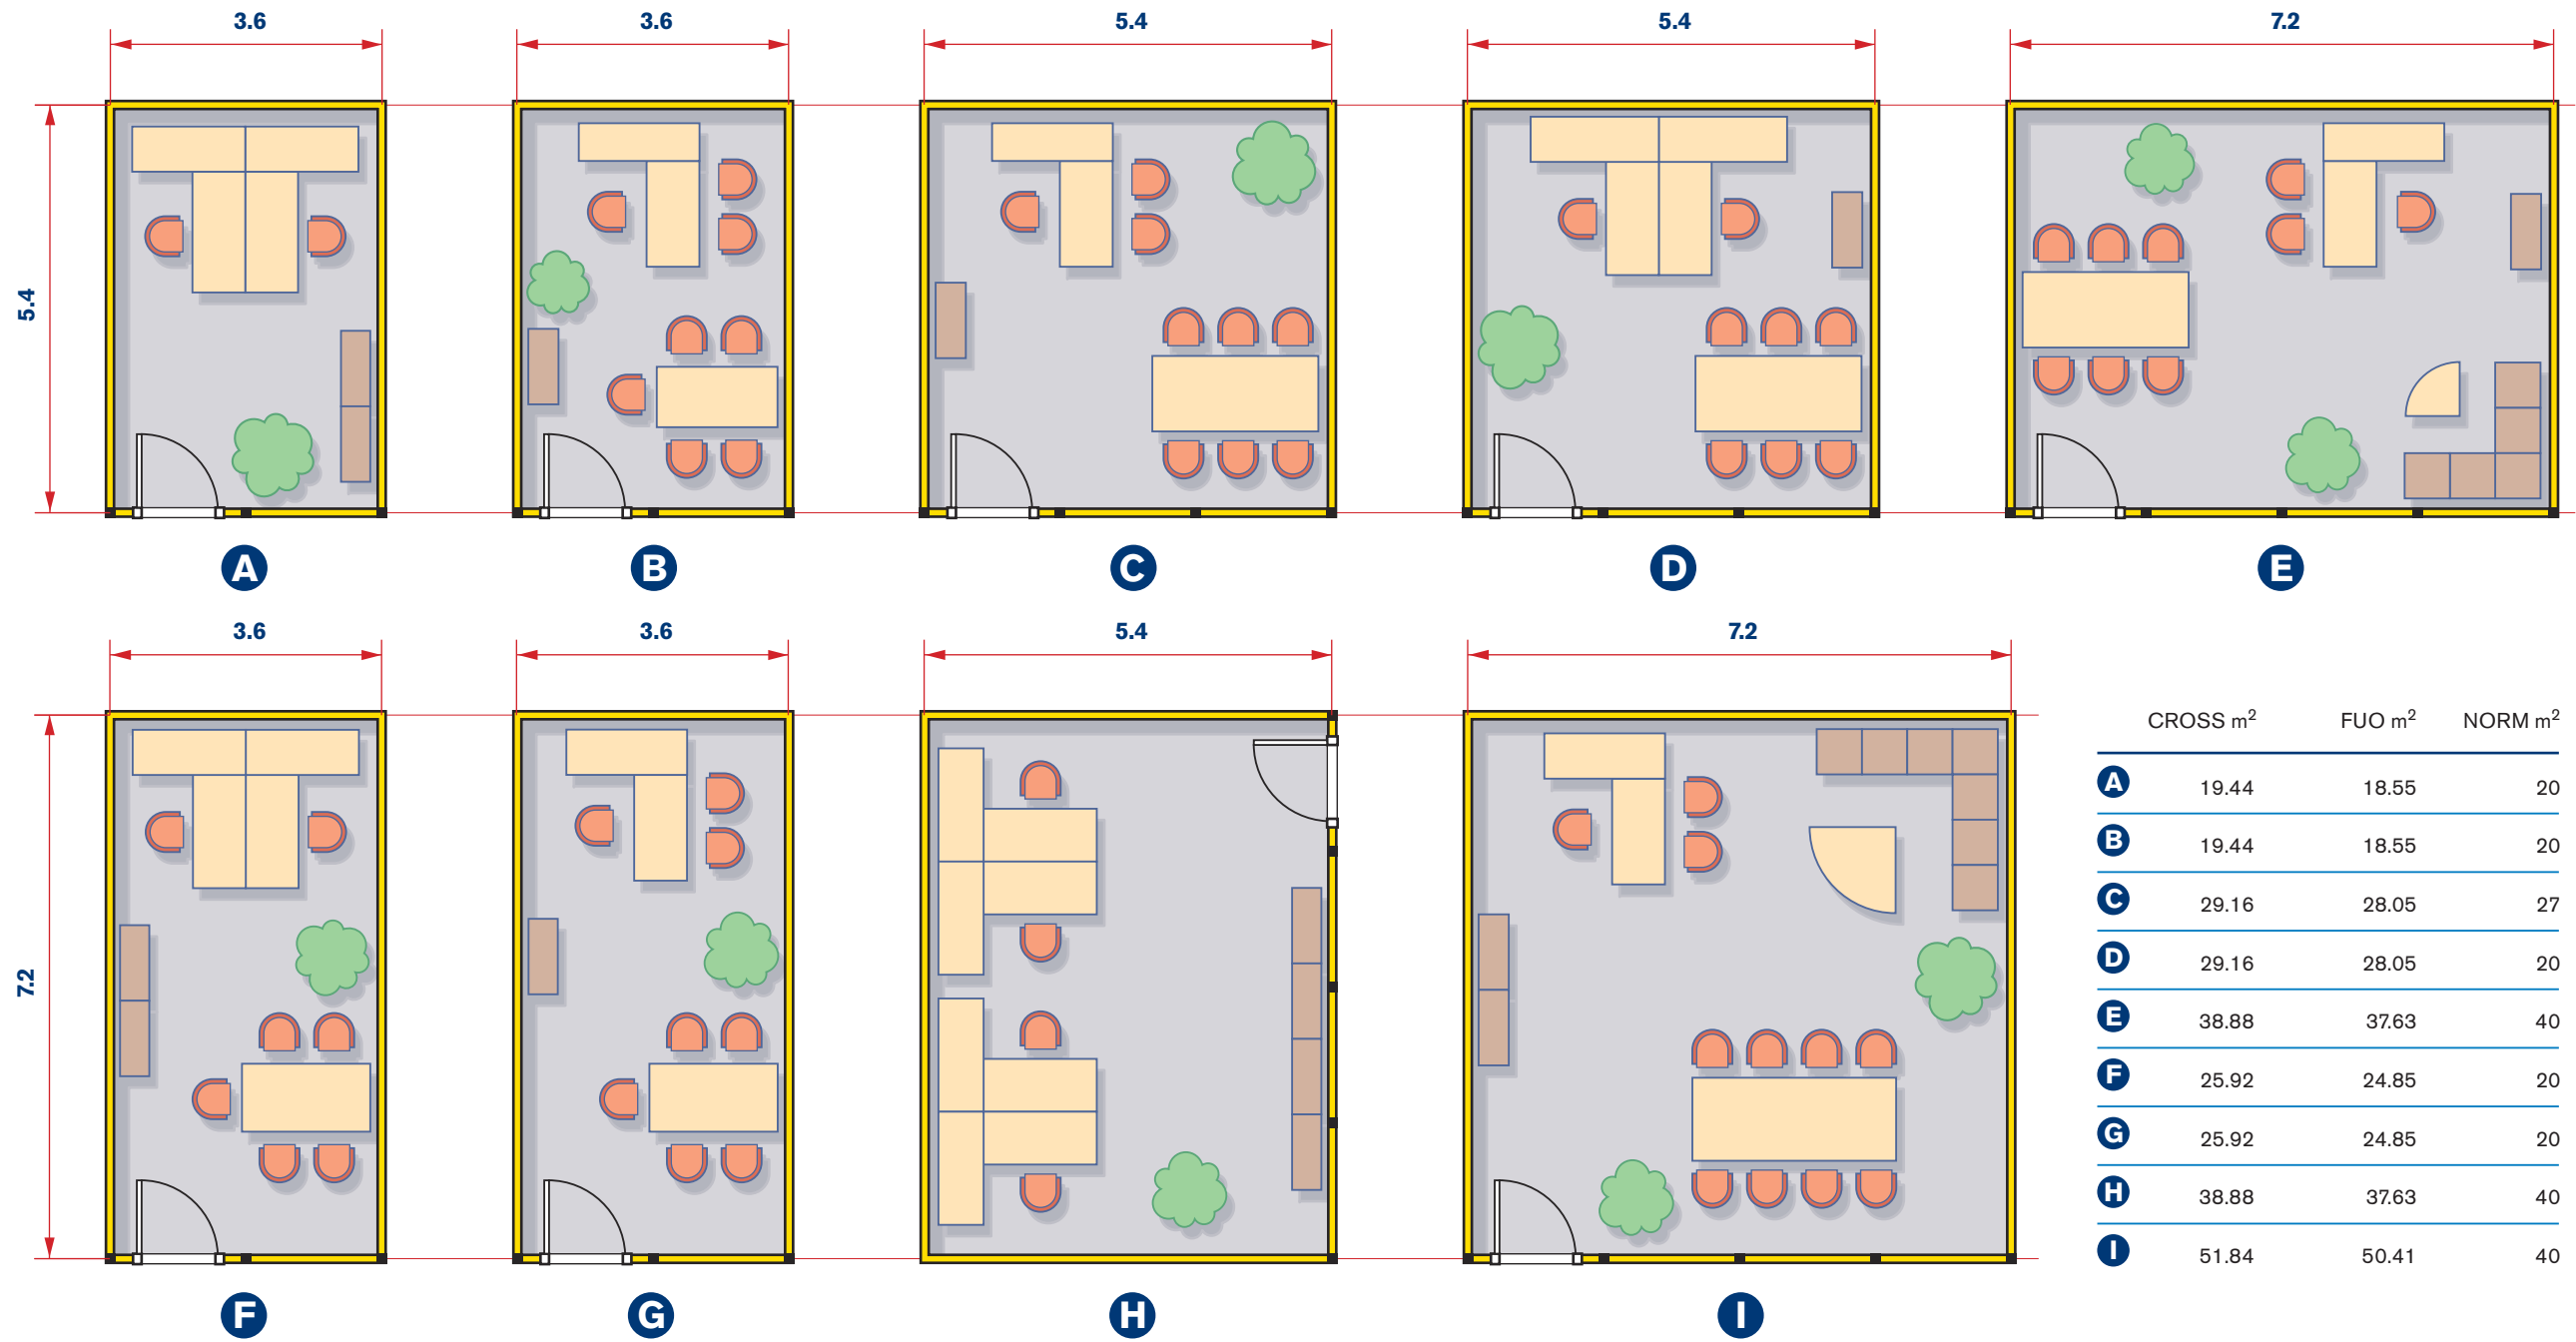 3.6 3.6 5.4 5.4 7.2
5.4
A B C D E
3.6 3.6 5.4 7.2
7.2
F G H I
CROSS m² FUO m² NORM m²
A 19.44 18.55 20
B 19.44 18.55 20
C 29.16 28.05 27
D 29.16 28.05 20
E 38.88 37.63 40
F 25.92 24.85 20
G 25.92 24.85 20
H 38.88 37.63 40
I 51.84 50.41 40